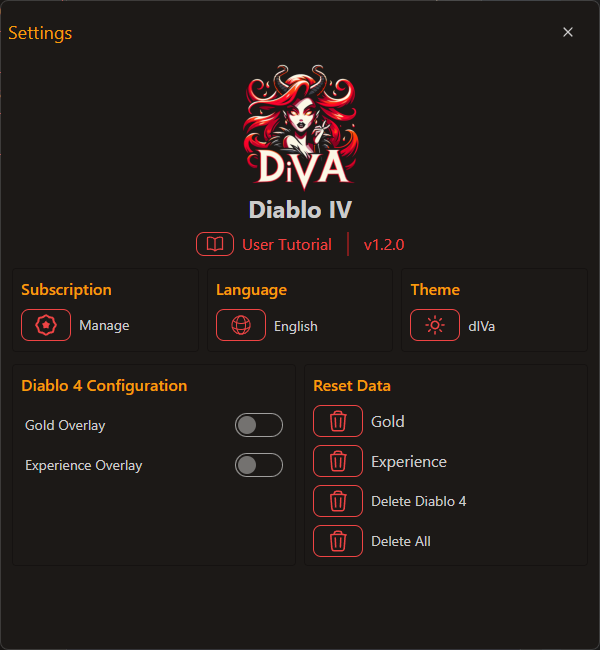 Settings
DiVA
Diablo IV
User Tutorial | v1.2.0
Subscription
Manage
Language
English
Theme
dIVa
Diablo 4 Configuration
Gold Overlay
Experience Overlay
Reset Data
Gold
Experience
Delete Diablo 4
Delete All